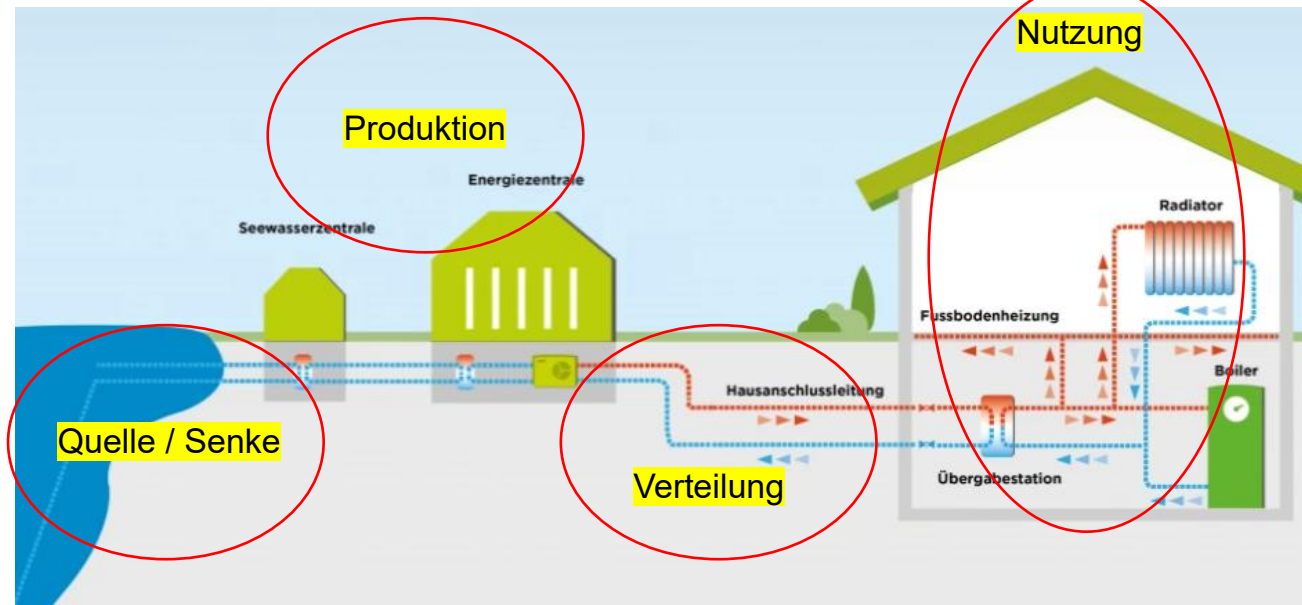 Nutzung
Produktion
Energiezentrale
Seewasserzentrale
Radiator
Fussbodenheizung
Boiler
Hausanschlussleitung
Quelle / Senke
Verteilung
Übergabestation